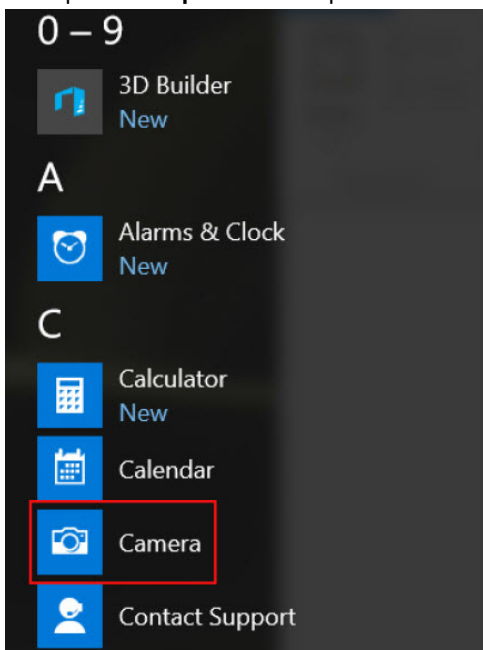 0 – 9
3D Builder
New
A
Alarms & Clock
New
C
Calculator
New
Calendar
Camera
Contact Support